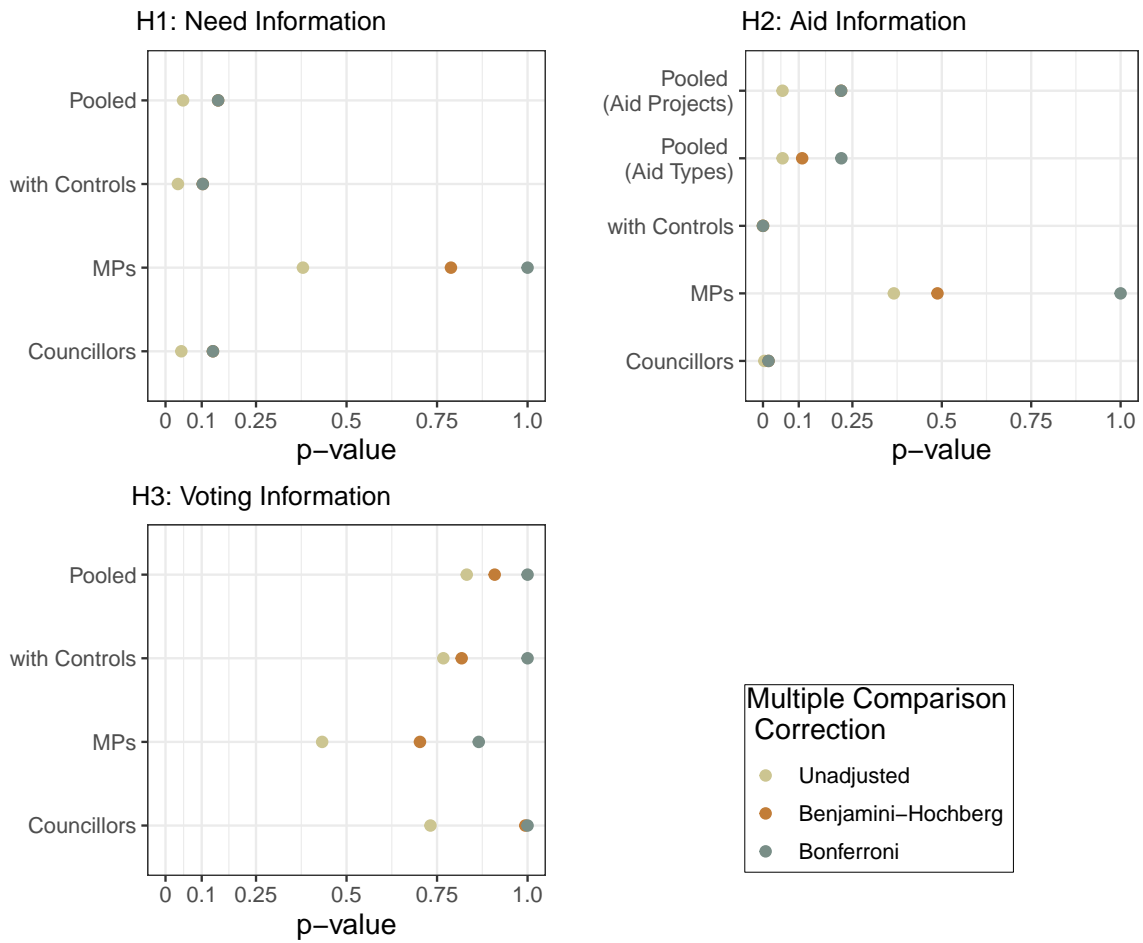 H1: Need Information
Pooled
with Controls
MPs
Councillors
0 0.1 0.25 0.5 0.75 1.0
p−value
H2: Aid Information
Pooled
(Aid Projects)
Pooled
(Aid Types)
with Controls
MPs
Councillors
0 0.1 0.25 0.5 0.75 1.0
p−value
H3: Voting Information
Pooled
with Controls
MPs
Councillors
0 0.1 0.25 0.5 0.75 1.0
p−value
Multiple Comparison
Correction
Unadjusted
Benjamini−Hochberg
Bonferroni